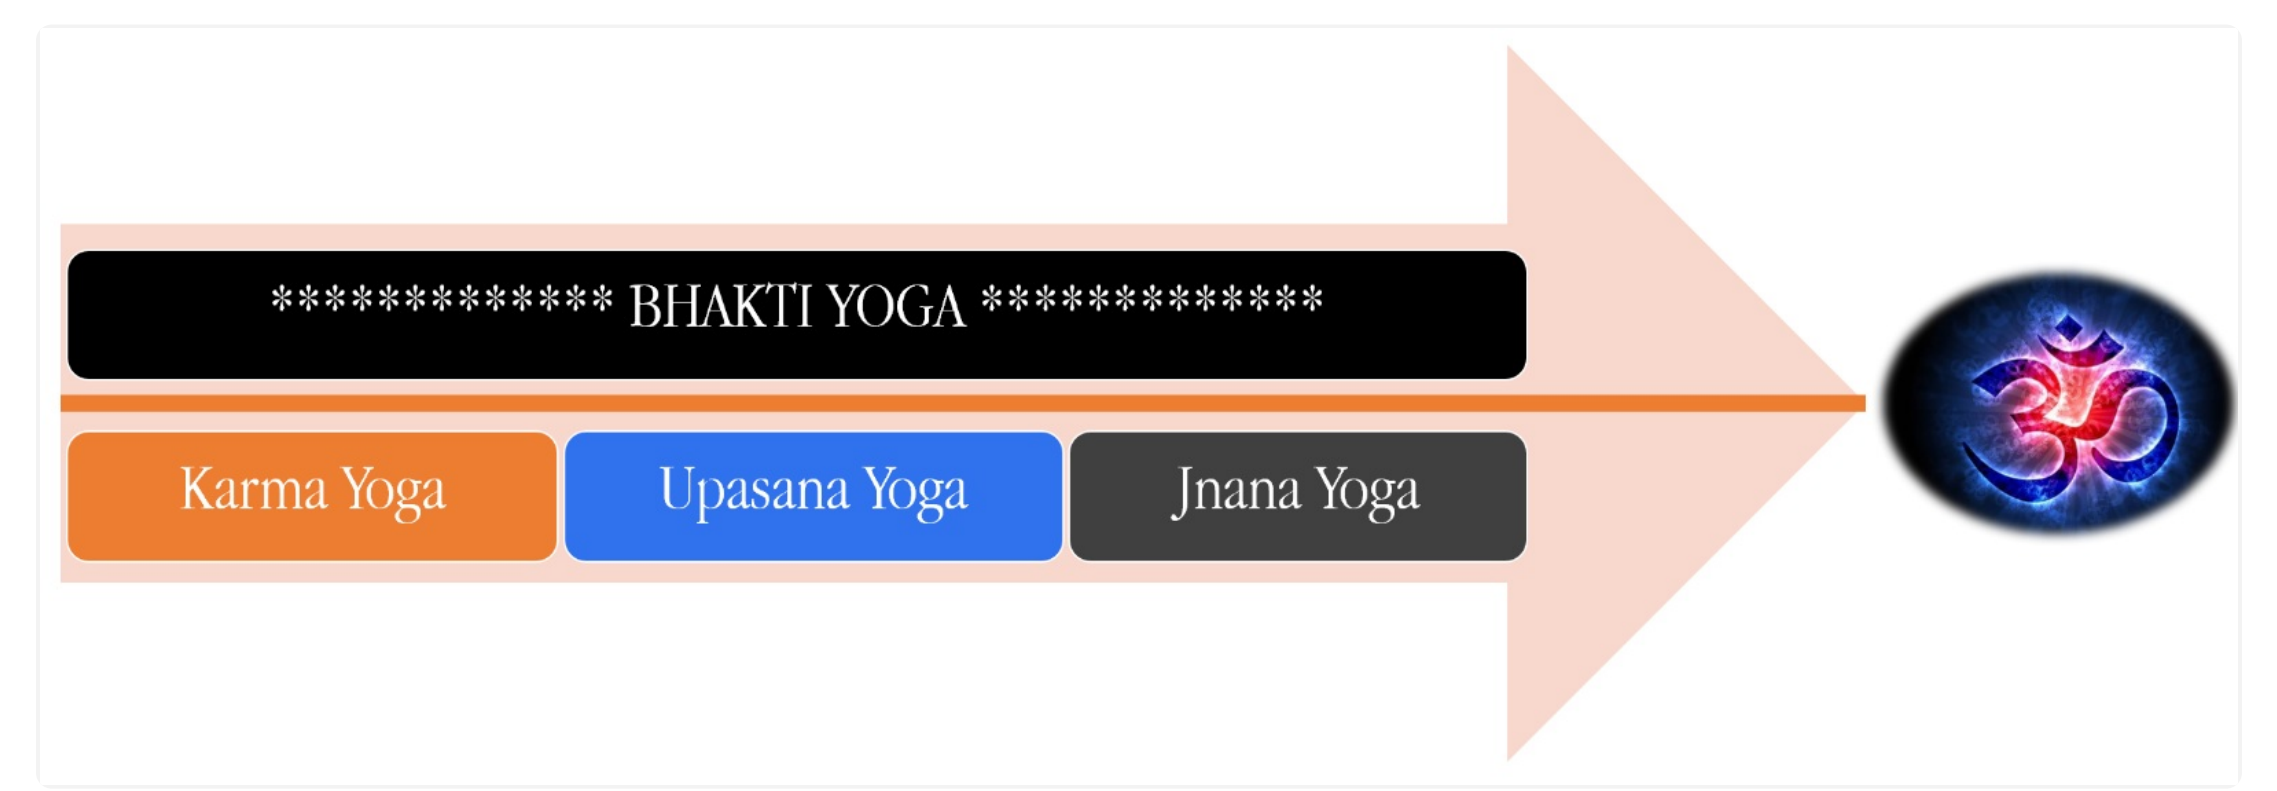 ************* BHAKTI YOGA *************
Karma Yoga
Upasana Yoga
Jnana Yoga
ॐ